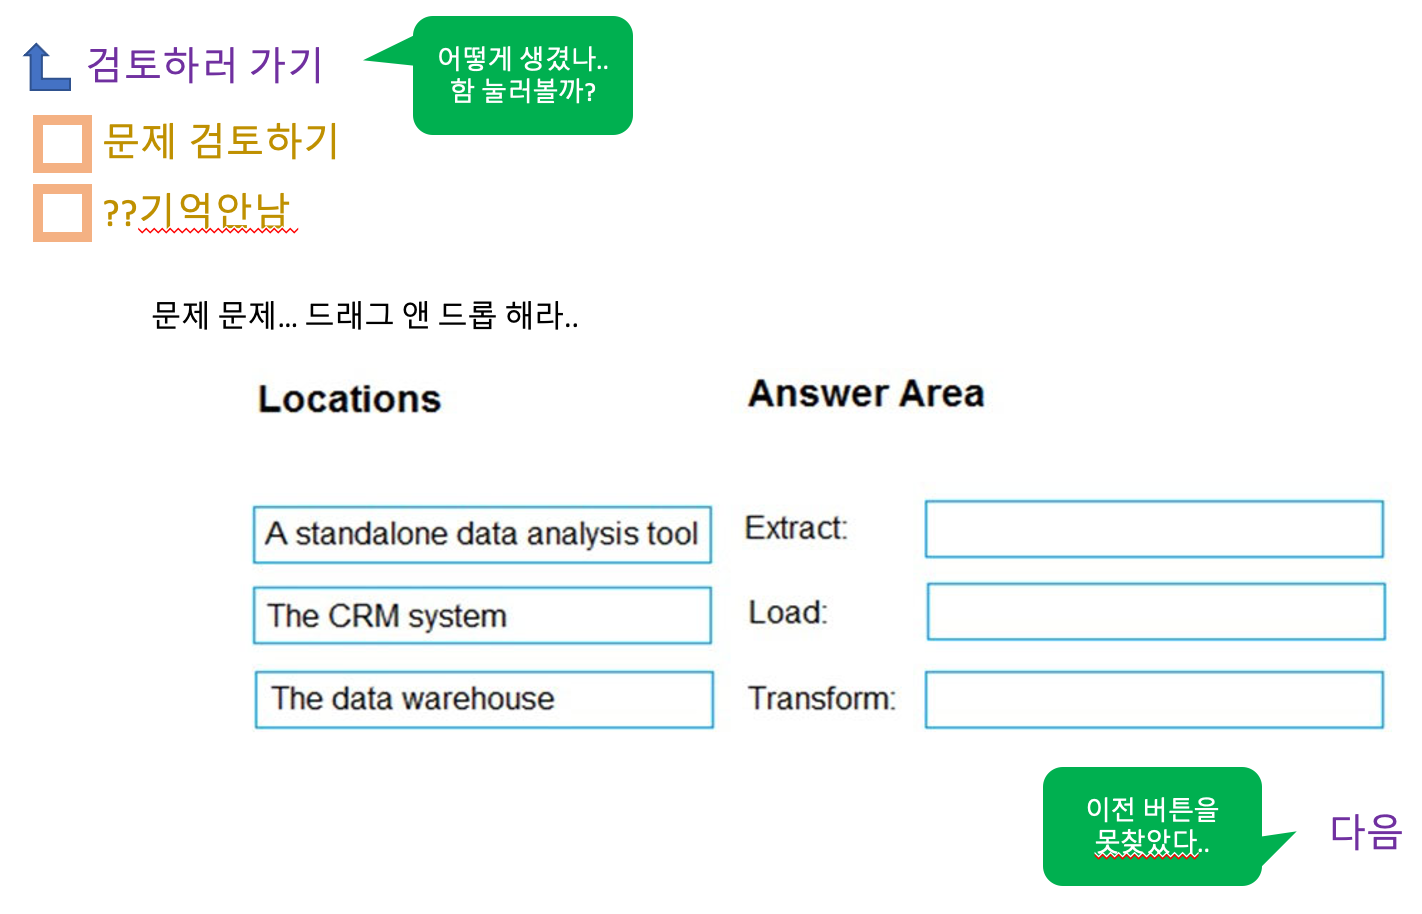 검토하러 가기
어떻게 생겼나..
함 눌러볼까?
문제 검토하기
??기억안남
문제 문제... 드래그 앤 드롭 해라..
Locations
Answer Area
A standalone data analysis tool
Extract:
The CRM system
Load:
The data warehouse
Transform:
이전 버튼을
못찾았다..
다음